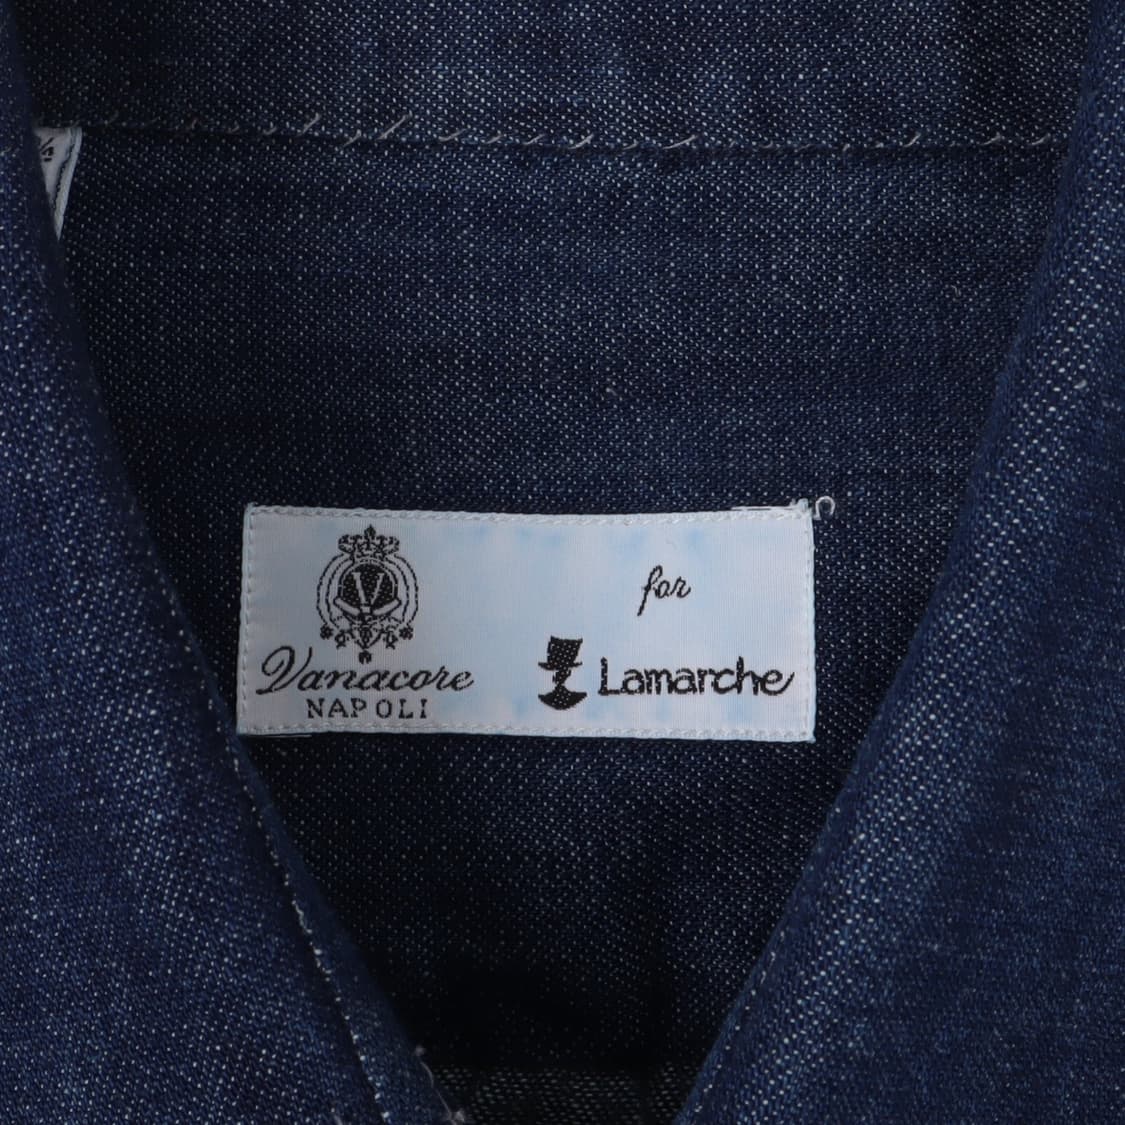 V
for
Vanacore
Lamarche
NAPOLI